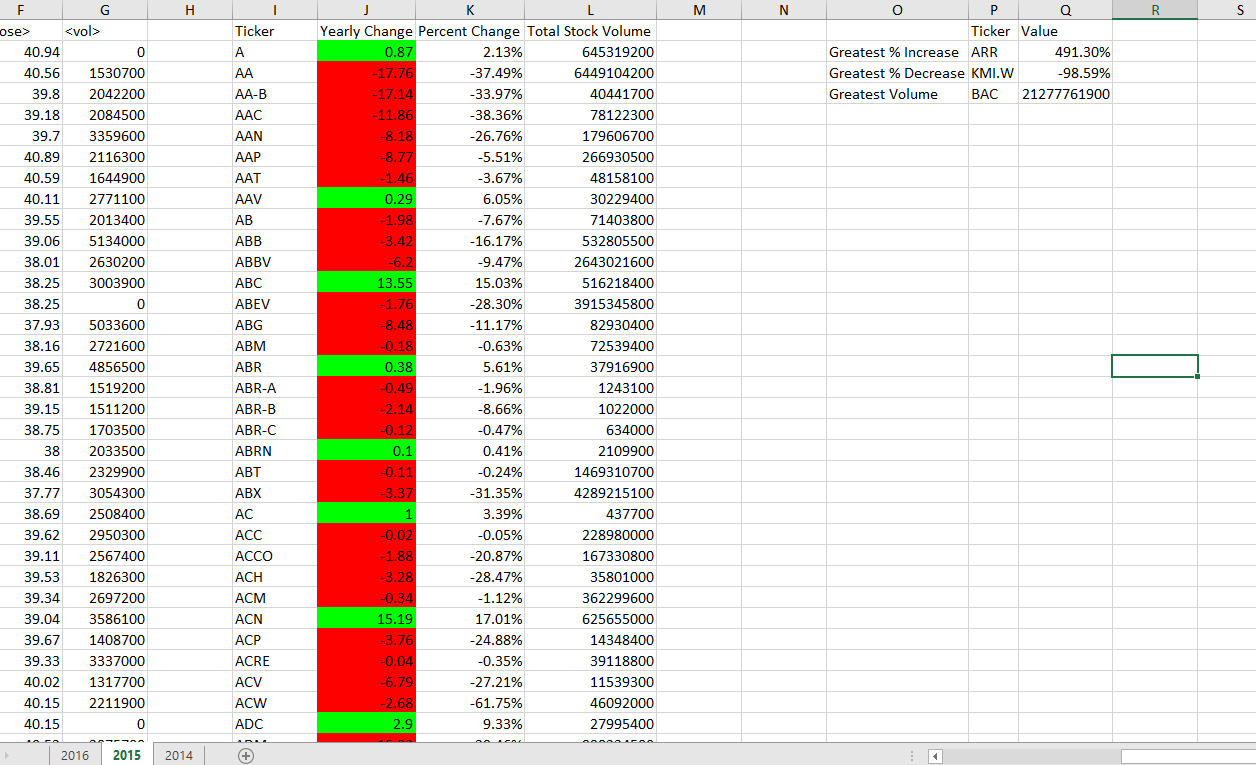 F G H I J K L M N O P Q R S
ose> <vol> Ticker Yearly Change Percent Change Total Stock Volume Ticker Value
40.94 0 A 0.87 2.13% 645319200 Greatest % Increase ARR 491.30%
40.56 1530700 AA -17.76 -37.49% 6449104200 Greatest % Decrease KMI.W -98.59%
39.8 2042200 AA-B -17.14 -33.97% 40441700 Greatest Volume BAC 21277761900
39.18 2084500 AAC -11.86 -38.36% 78122300
39.7 3359600 AAN -8.18 -26.76% 179606700
40.89 2116300 AAP -8.77 -5.51% 266930500
40.59 1644900 AAT -1.46 -3.67% 48158100
40.11 2771100 AAV 0.29 6.05% 30229400
39.55 2013400 AB -1.98 -7.67% 71403800
39.06 5134000 ABB -3.42 -16.17% 532805500
38.01 2630200 ABBV -6.2 -9.47% 2643021600
38.25 3003900 ABC 13.55 15.03% 516218400
38.25 0 ABEV -1.76 -28.30% 3915345800
37.93 5033600 ABG -8.48 -11.17% 82930400
38.16 2721600 ABM -0.18 -0.63% 72539400
39.65 4856500 ABR 0.38 5.61% 37916900
38.81 1519200 ABR-A -0.49 -1.96% 1243100
39.15 1511200 ABR-B -2.14 -8.66% 1022000
38.75 1703500 ABR-C -0.12 -0.47% 634000
38 2033500 ABRN 0.1 0.41% 2109900
38.46 2329900 ABT -0.11 -0.24% 1469310700
37.77 3054300 ABX -3.37 -31.35% 4289215100
38.69 2508400 AC 1 3.39% 437700
39.62 2950300 ACC -0.02 -0.05% 228980000
39.11 2567400 ACCO -1.88 -20.87% 167330800
39.53 1826300 ACH -3.28 -28.47% 35801000
39.34 2697200 ACM -0.34 -1.12% 362299600
39.04 3586100 ACN 15.19 17.01% 625655000
39.67 1408700 ACP -3.76 -24.88% 14348400
39.33 3337000 ACRE -0.04 -0.35% 39118800
40.02 1317700 ACV -6.79 -27.21% 11539300
40.15 2211900 ACW -2.68 -61.75% 46092000
40.15 0 ADC 2.9 9.33% 27995400
2016 2015 2014